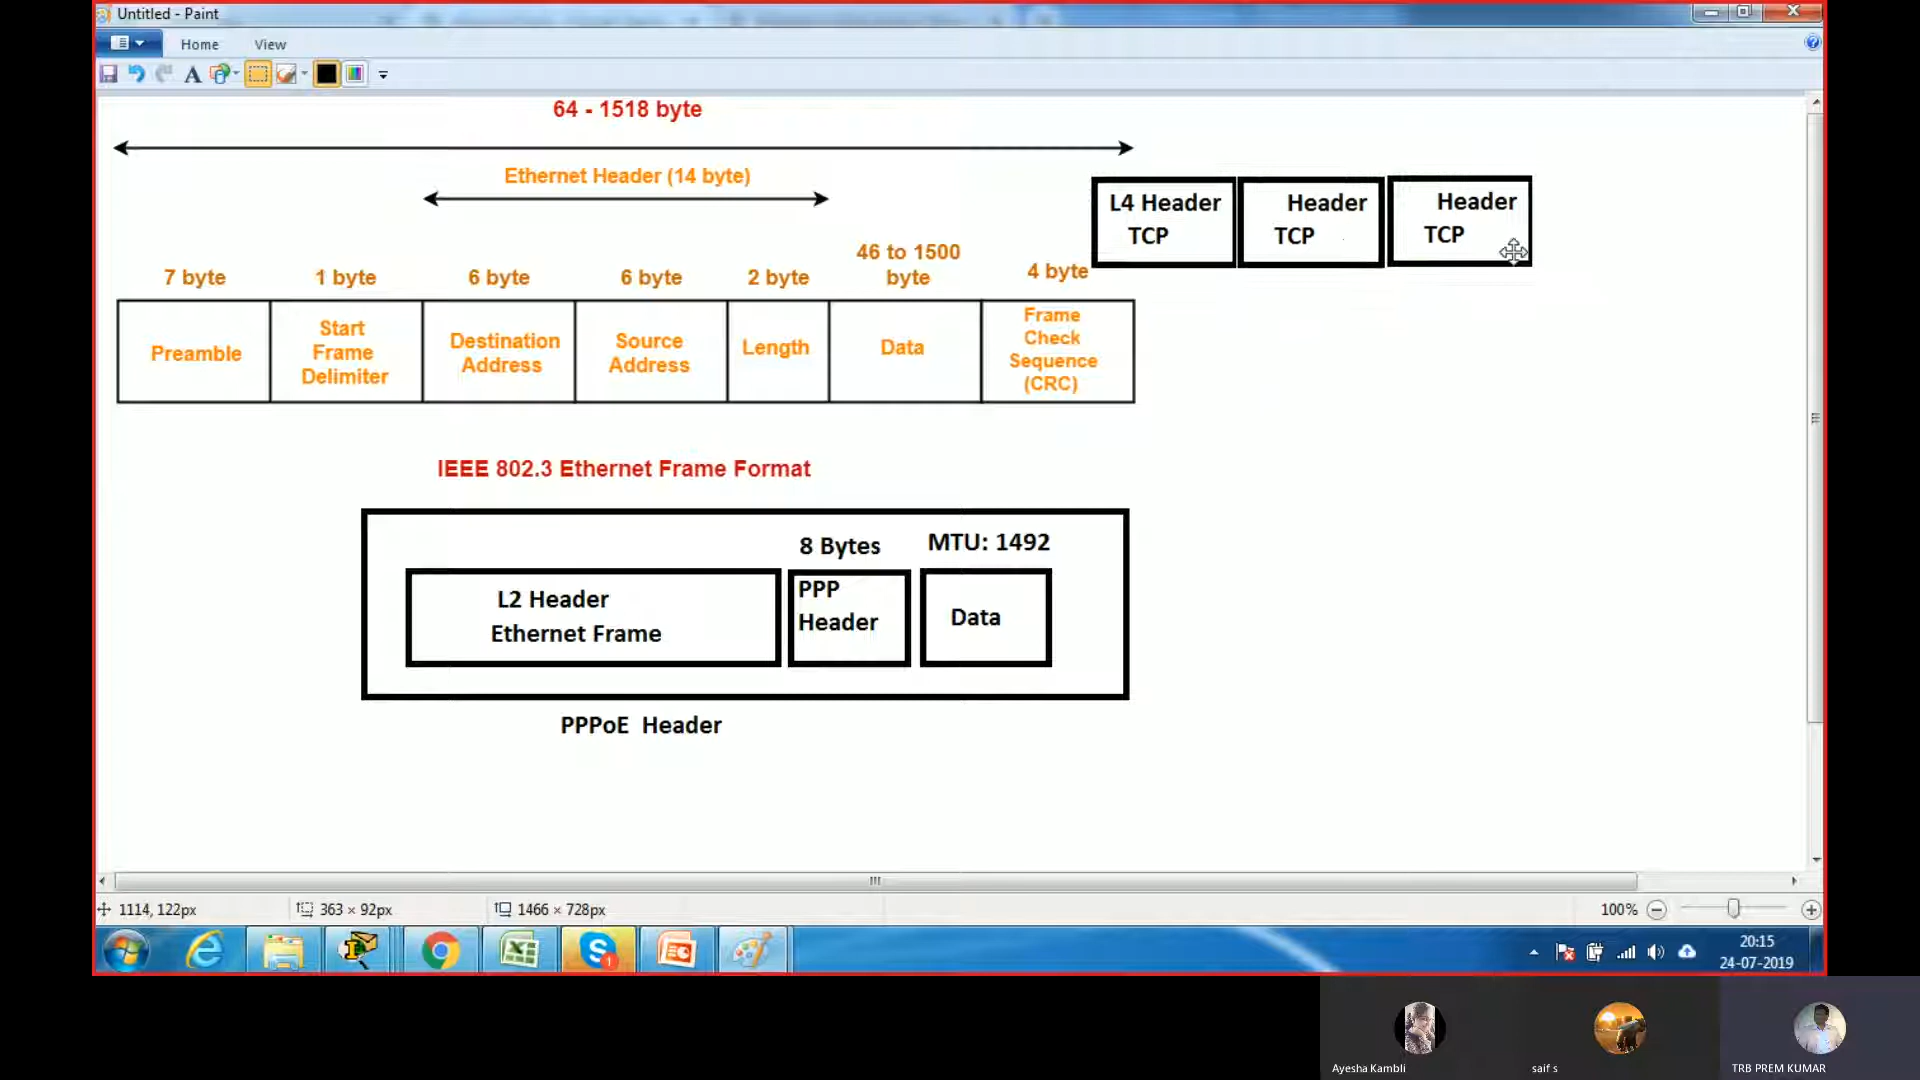 Untitled - Paint
Home
View
64 - 1518 byte
Ethernet Header (14 byte)
L4 Header
TCP
Header
TCP
Header
TCP
7 byte
1 byte
6 byte
6 byte
2 byte
46 to 1500
byte
4 byte
Preamble
Start
Frame
Delimiter
Destination
Address
Source
Address
Length
Data
Frame
Check
Sequence
(CRC)
IEEE 802.3 Ethernet Frame Format
8 Bytes
MTU: 1492
L2 Header
Ethernet Frame
PPP
Header
Data
PPPoE Header
1114, 122px
363 × 92px
1466 × 728px
100%
20:15
24-07-2019
Ayesha Kambli
saif s
TRB PREM KUMAR